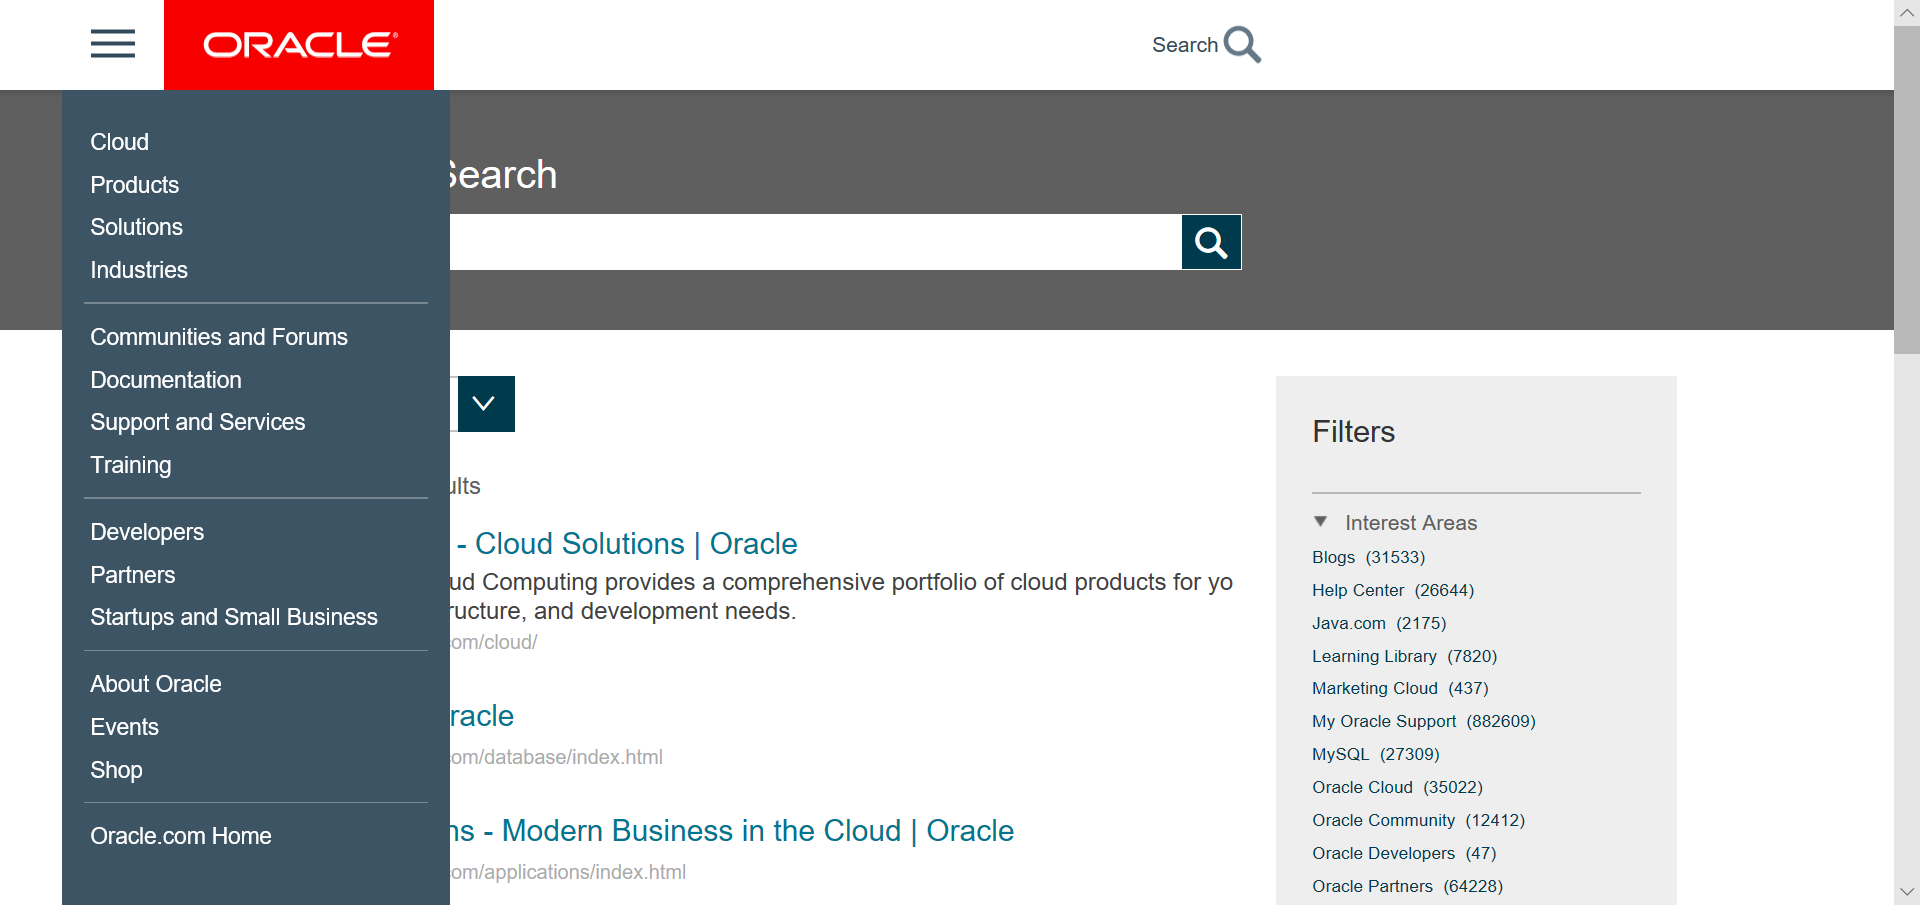 ORACLE®
Search
Cloud
Products
Solutions
Industries
Communities and Forums
Documentation
Support and Services
Training
Developers
Partners
Startups and Small Business
About Oracle
Events
Shop
Oracle.com Home
Search
ults
- Cloud Solutions | Oracle
ud Computing provides a comprehensive portfolio of cloud products for yo
ructure, and development needs.
om/cloud/
racle
om/database/index.html
ns - Modern Business in the Cloud | Oracle
om/applications/index.html
Filters
Interest Areas
Blogs (31533)
Help Center (26644)
Java.com (2175)
Learning Library (7820)
Marketing Cloud (437)
My Oracle Support (882609)
MySQL (27309)
Oracle Cloud (35022)
Oracle Community (12412)
Oracle Developers (47)
Oracle Partners (64228)